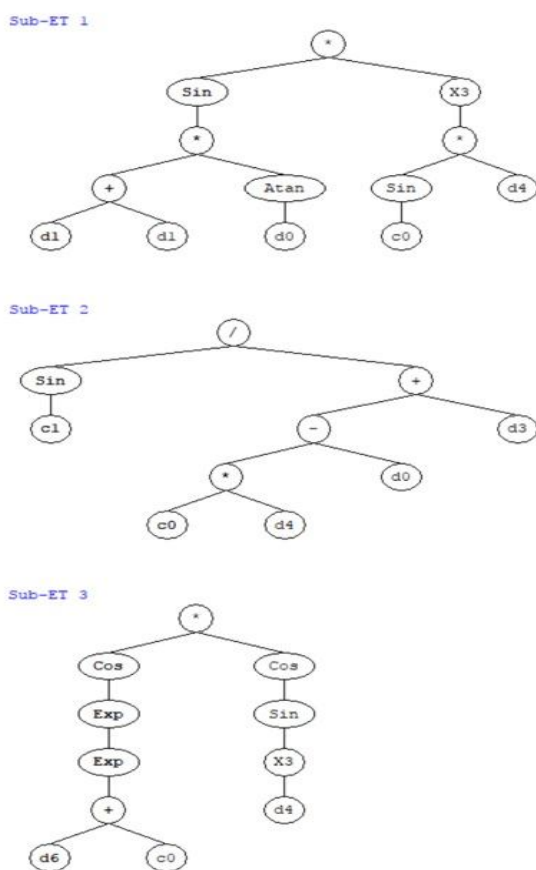 Sub-ET 1
*
Sin X3
* *
+ Atan Sin d4
d1 d1 d0 c0
Sub-ET 2
/
Sin +
c1 - d3
* d0
c0 d4
Sub-ET 3
*
Cos Cos
Exp Sin
Exp X3
+ d4
d6 c0